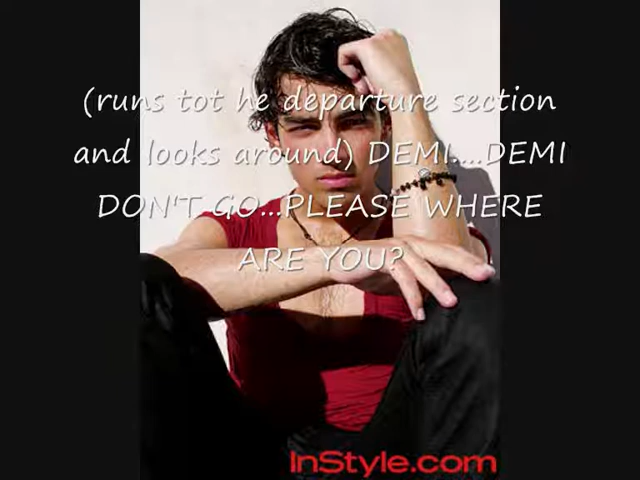 (runs tot he departure section
and looks around) DEMI....DEMI
DON'T GO...PLEASE WHERE
ARE YOU?
InStyle.com